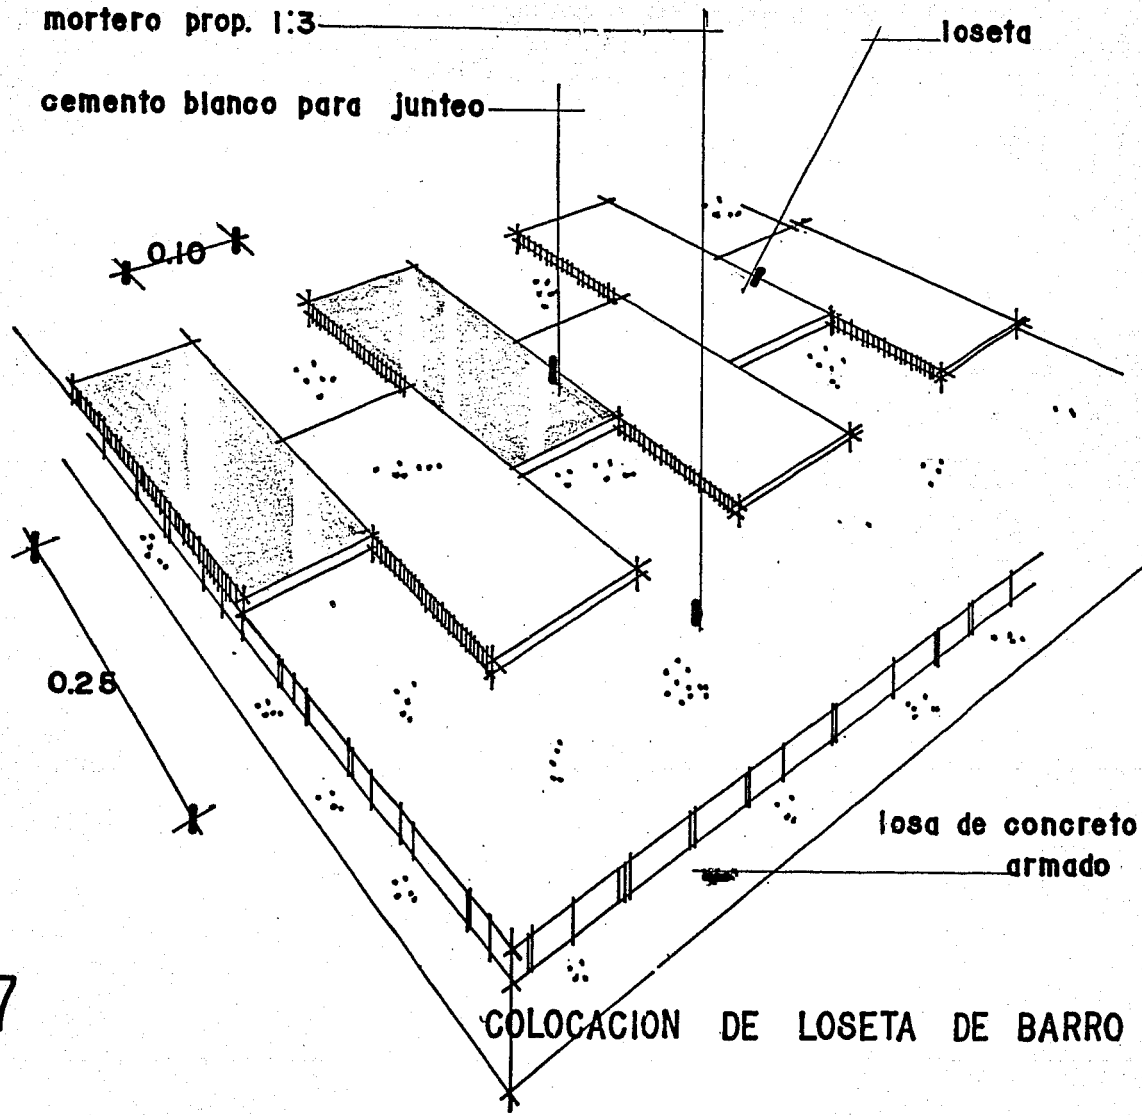 mortero prop. 1:3
loseta
cemento blanco para junteo
0.10
0.25
losa de concreto
armado
7
COLOCACION DE LOSETA DE BARRO